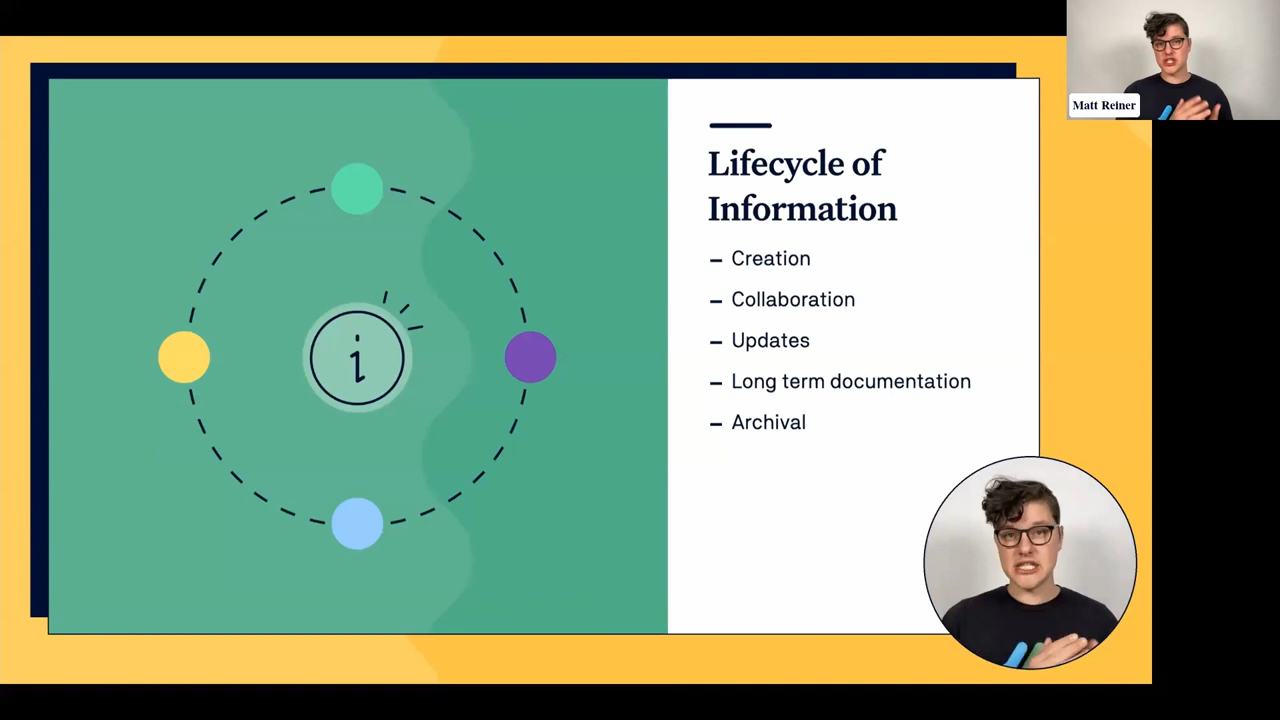 Matt Reiner
Lifecycle of
Information
– Creation
– Collaboration
– Updates
– Long term documentation
– Archival
i